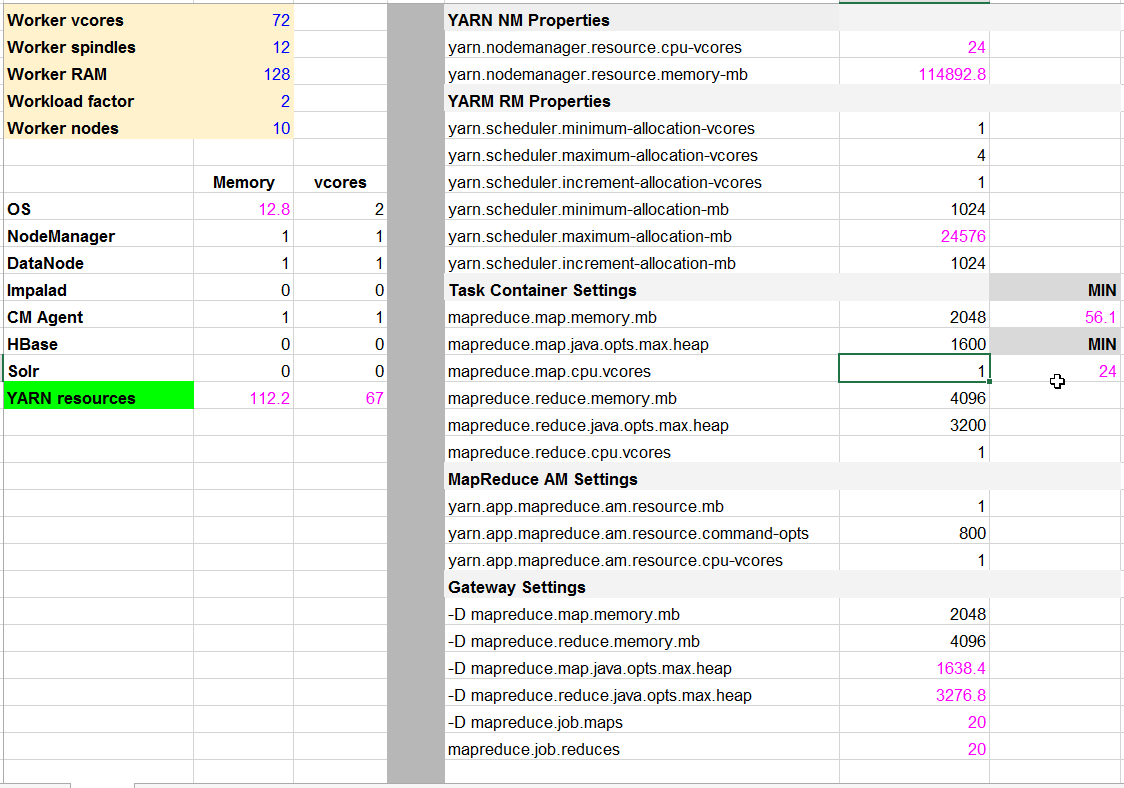 Worker vcores 72
Worker spindles 12
Worker RAM 128
Workload factor 2
Worker nodes 10
Memory vcores
OS 12.8 2
NodeManager 1 1
DataNode 1 1
Impalad 0 0
CM Agent 1 1
HBase 0 0
Solr 0 0
YARN resources 112.2 67
YARN NM Properties
yarn.nodemanager.resource.cpu-vcores 24
yarn.nodemanager.resource.memory-mb 114892.8
YARM RM Properties
yarn.scheduler.minimum-allocation-vcores 1
yarn.scheduler.maximum-allocation-vcores 4
yarn.scheduler.increment-allocation-vcores 1
yarn.scheduler.minimum-allocation-mb 1024
yarn.scheduler.maximum-allocation-mb 24576
yarn.scheduler.increment-allocation-mb 1024
Task Container Settings MIN
mapreduce.map.memory.mb 2048 56.1
mapreduce.map.java.opts.max.heap 1600 MIN
mapreduce.map.cpu.vcores 1 24
mapreduce.reduce.memory.mb 4096
mapreduce.reduce.java.opts.max.heap 3200
mapreduce.reduce.cpu.vcores 1
MapReduce AM Settings
yarn.app.mapreduce.am.resource.mb 1
yarn.app.mapreduce.am.resource.command-opts 800
yarn.app.mapreduce.am.resource.cpu-vcores 1
Gateway Settings
-D mapreduce.map.memory.mb 2048
-D mapreduce.reduce.memory.mb 4096
-D mapreduce.map.java.opts.max.heap 1638.4
-D mapreduce.reduce.java.opts.max.heap 3276.8
-D mapreduce.job.maps 20
mapreduce.job.reduces 20